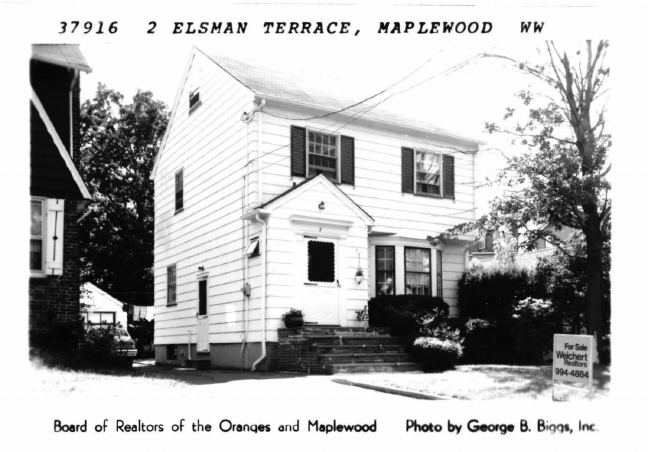 37916 2 ELSMAN TERRACE, MAPLEWOOD WW
2
For Sale
Weichert
Realtors
994-4884
Board of Realtors of the Oranges and Maplewood Photo by George B. Biggs, Inc.